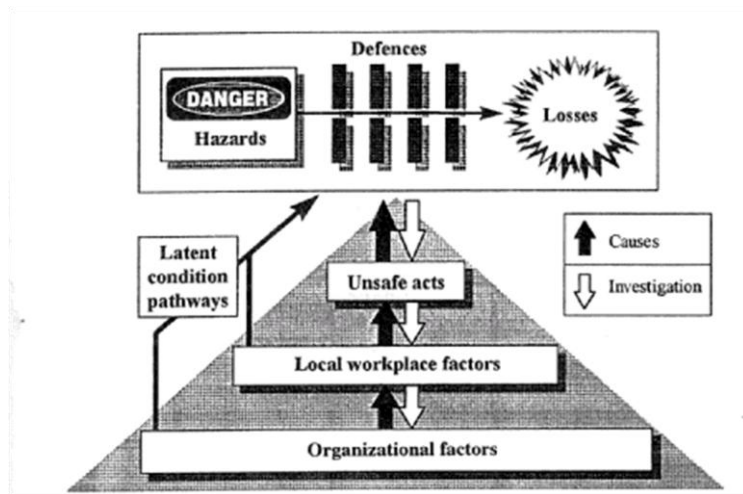 Defences
DANGER
Hazards
Losses
Latent
condition
pathways
Causes
Investigation
Unsafe acts
Local workplace factors
Organizational factors